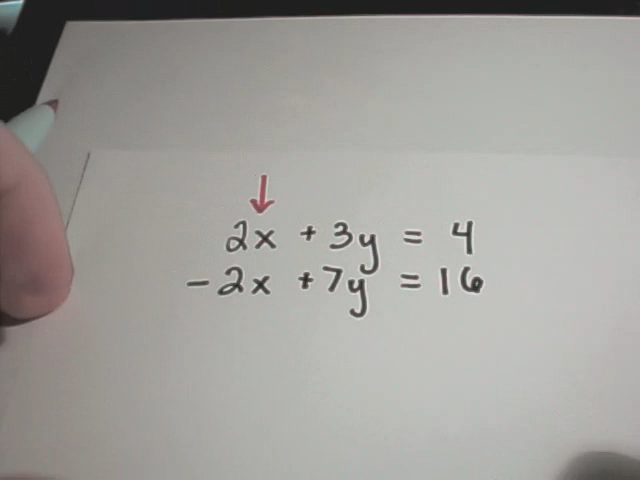 2x + 3y = 4
-2x + 7y = 16